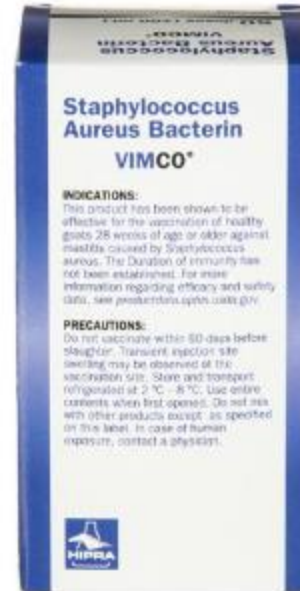 Staphylococcus
Aureus Bacterin
VIMCO®
Staphylococcus
Aureus Bacterin
VIMCO®
INDICATIONS:
This product has been shown to be
effective for the vaccination of healthy
goats 28 weeks of age or older against
mastitis caused by Staphylococcus
aureus. The Duration of immunity has
not been established. For more
information regarding efficacy and safety
data, see productdata.aphis.usda.gov.
PRECAUTIONS:
Do not vaccinate within 60 days before
slaughter. Transient injection site
swelling may be observed at the
vaccination site. Store and transport
refrigerated at 2 °C - 8 °C. Use entire
contents when first opened. Do not mix
with other products except as specified
on this label. In case of human
exposure, contact a physician.
HIPRA